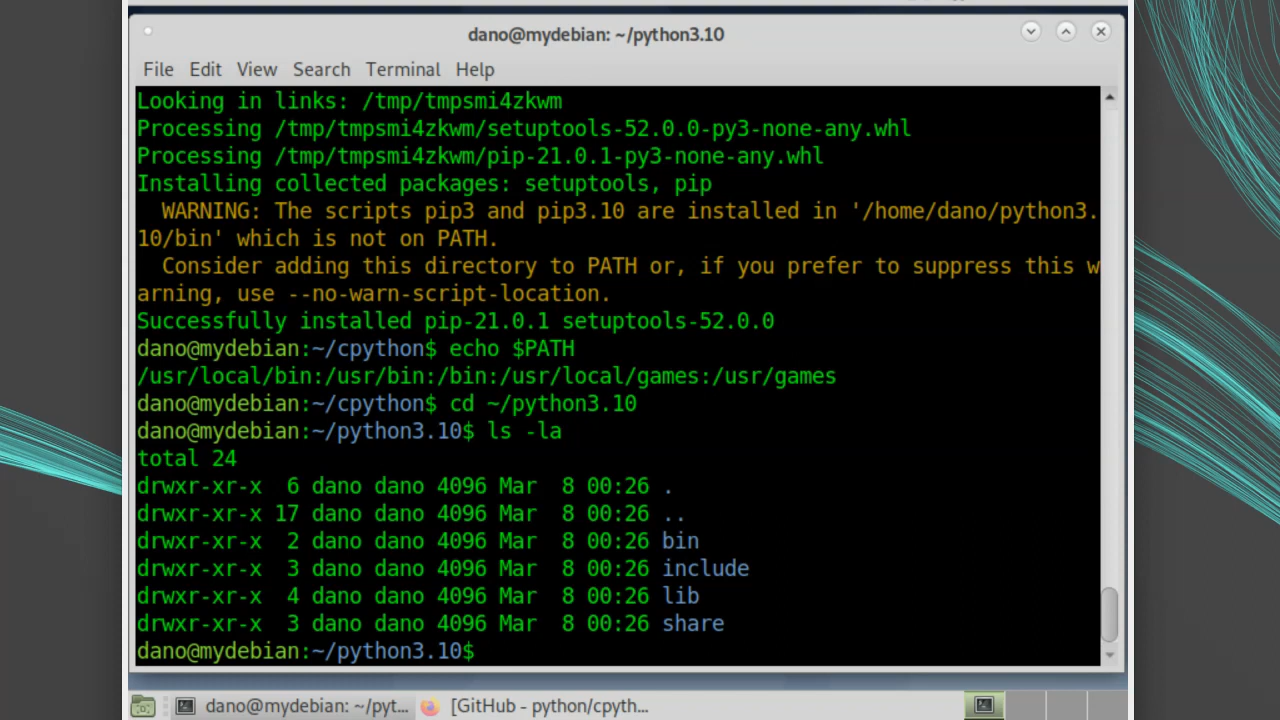 dano@mydebian: ~/python3.10
File Edit View Search Terminal Help
Looking in links: /tmp/tmpsmi4zkwm
Processing /tmp/tmpsmi4zkwm/setuptools-52.0.0-py3-none-any.whl
Processing /tmp/tmpsmi4zkwm/pip-21.0.1-py3-none-any.whl
Installing collected packages: setuptools, pip
  WARNING: The scripts pip3 and pip3.10 are installed in '/home/dano/python3.
10/bin' which is not on PATH.
  Consider adding this directory to PATH or, if you prefer to suppress this w
arning, use --no-warn-script-location.
Successfully installed pip-21.0.1 setuptools-52.0.0
dano@mydebian:~/cpython$ echo $PATH
/usr/local/bin:/usr/bin:/bin:/usr/local/games:/usr/games
dano@mydebian:~/cpython$ cd ~/python3.10
dano@mydebian:~/python3.10$ ls -la
total 24
drwxr-xr-x  6 dano dano 4096 Mar  8 00:26 .
drwxr-xr-x 17 dano dano 4096 Mar  8 00:26 ..
drwxr-xr-x  2 dano dano 4096 Mar  8 00:26 bin
drwxr-xr-x  3 dano dano 4096 Mar  8 00:26 include
drwxr-xr-x  4 dano dano 4096 Mar  8 00:26 lib
drwxr-xr-x  3 dano dano 4096 Mar  8 00:26 share
dano@mydebian:~/python3.10$
dano@mydebian: ~/pyt... [GitHub - python/cpyth...